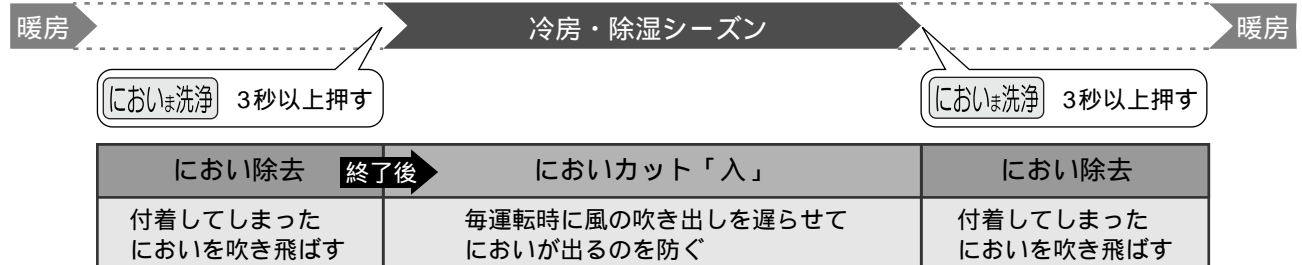 暖房
冷房・除湿シーズン
暖房
においま洗浄 3秒以上押す
においま洗浄 3秒以上押す
におい除去
終了後
においカット「入」
におい除去
付着してしまった
においを吹き飛ばす
毎運転時に風の吹き出しを遅らせて
においが出るのを防ぐ
付着してしまった
においを吹き飛ばす